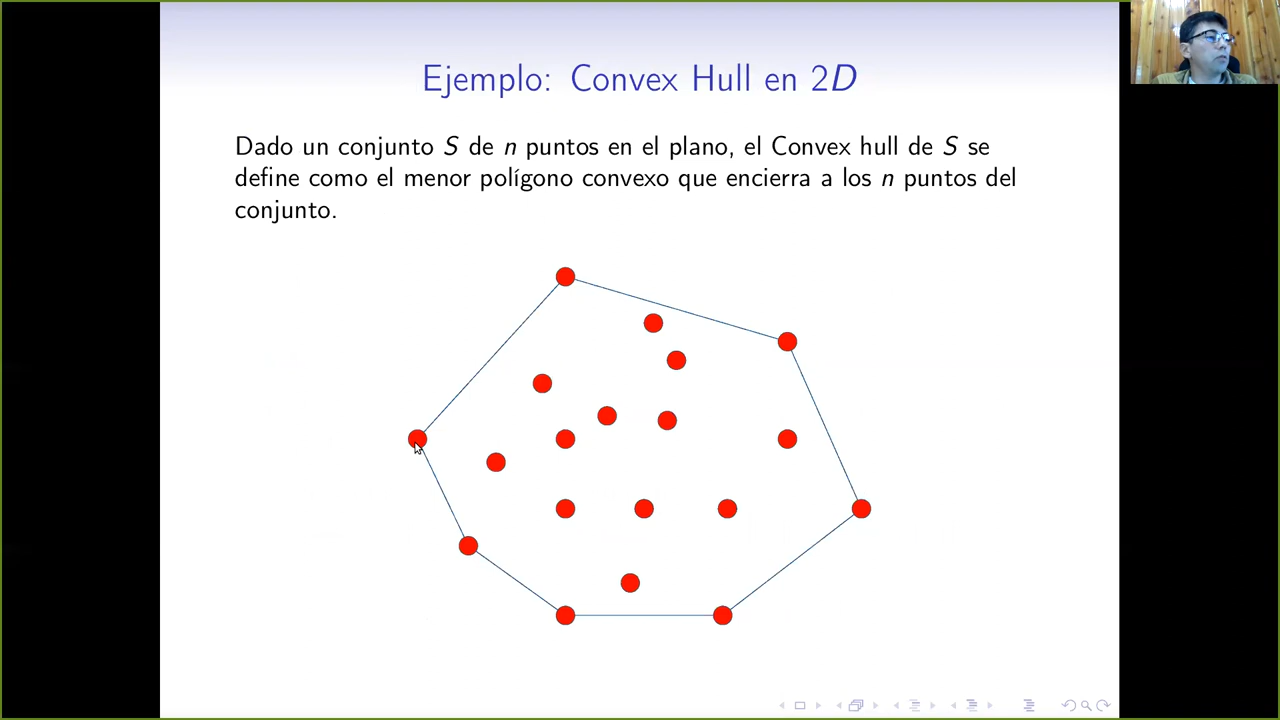 Ejemplo: Convex Hull en 2D
Dado un conjunto S de n puntos en el plano, el Convex hull de S se
define como el menor polígono convexo que encierra a los n puntos del
conjunto.